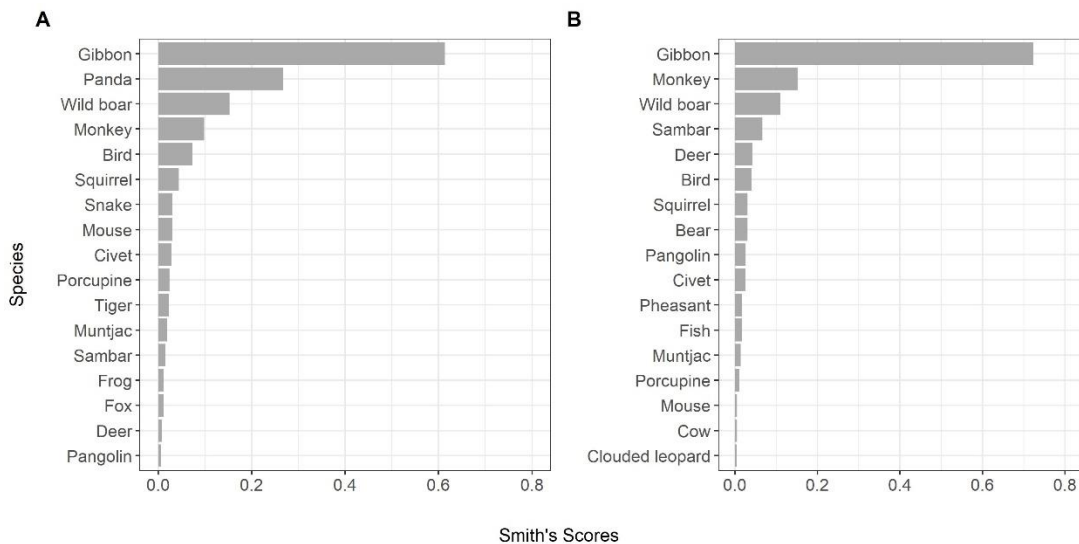 A
Species
Gibbon
Panda
Wild boar
Monkey
Bird
Squirrel
Snake
Mouse
Civet
Porcupine
Tiger
Muntjac
Sambar
Frog
Fox
Deer
Pangolin
0.0 0.2 0.4 0.6 0.8
B
Gibbon
Monkey
Wild boar
Sambar
Deer
Bird
Squirrel
Bear
Pangolin
Civet
Pheasant
Fish
Muntjac
Porcupine
Mouse
Cow
Clouded leopard
0.0 0.2 0.4 0.6 0.8
Smith's Scores